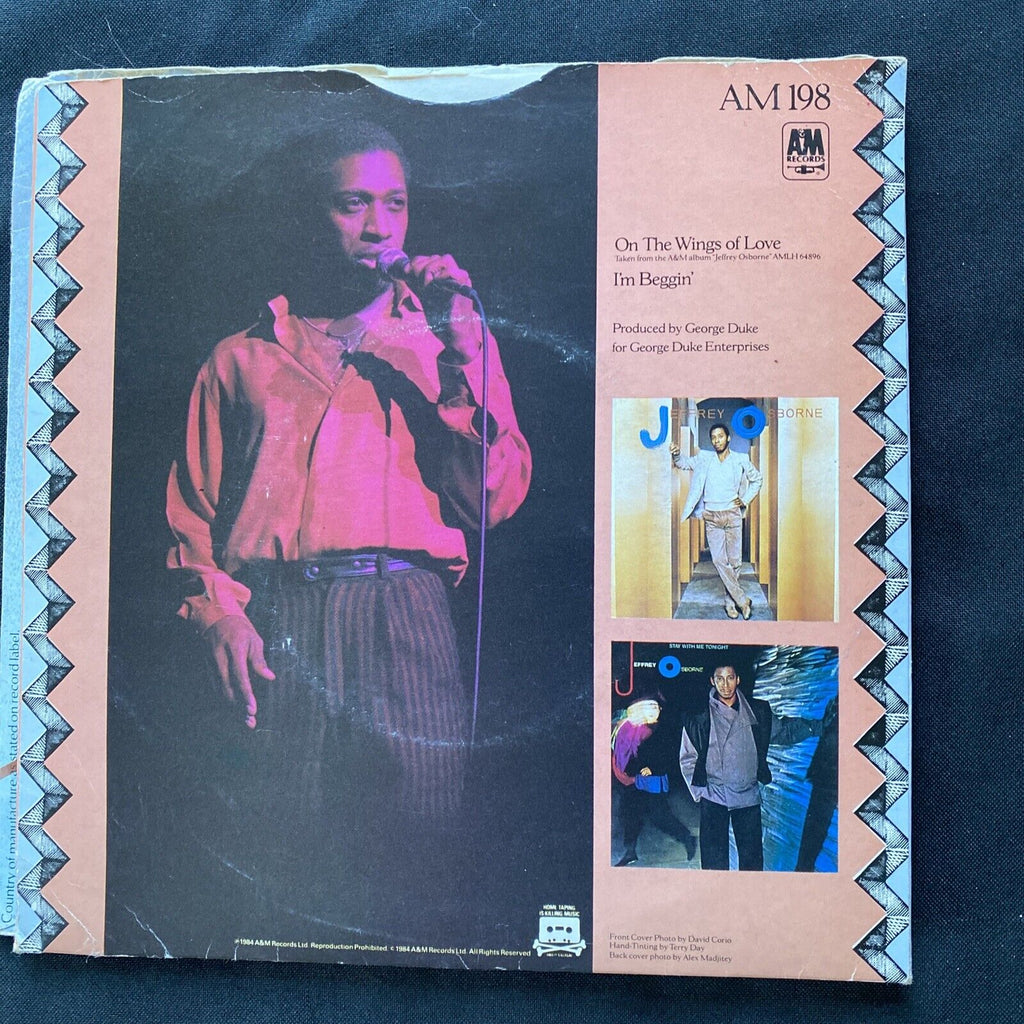 AM 198
A&M
RECORDS
On The Wings of Love
Taken from the A&M album "Jeffrey Osborne" AMLH 64896
I'm Beggin'
Produced by George Duke
for George Duke Enterprises
JEFFREY OSBORNE
STAY WITH ME TONIGHT
JEFFREY OSBORNE
Country of manufacture as stated on record label.
HOME TAPING
IS KILLING MUSIC
℗1984 A&M Records Ltd. Reproduction Prohibited. © 1984 A&M Records Ltd. All Rights Reserved
Front Cover Photo by David Corio
Hand-Tinting by Terry Day
Back cover photo by Alex Madjitey